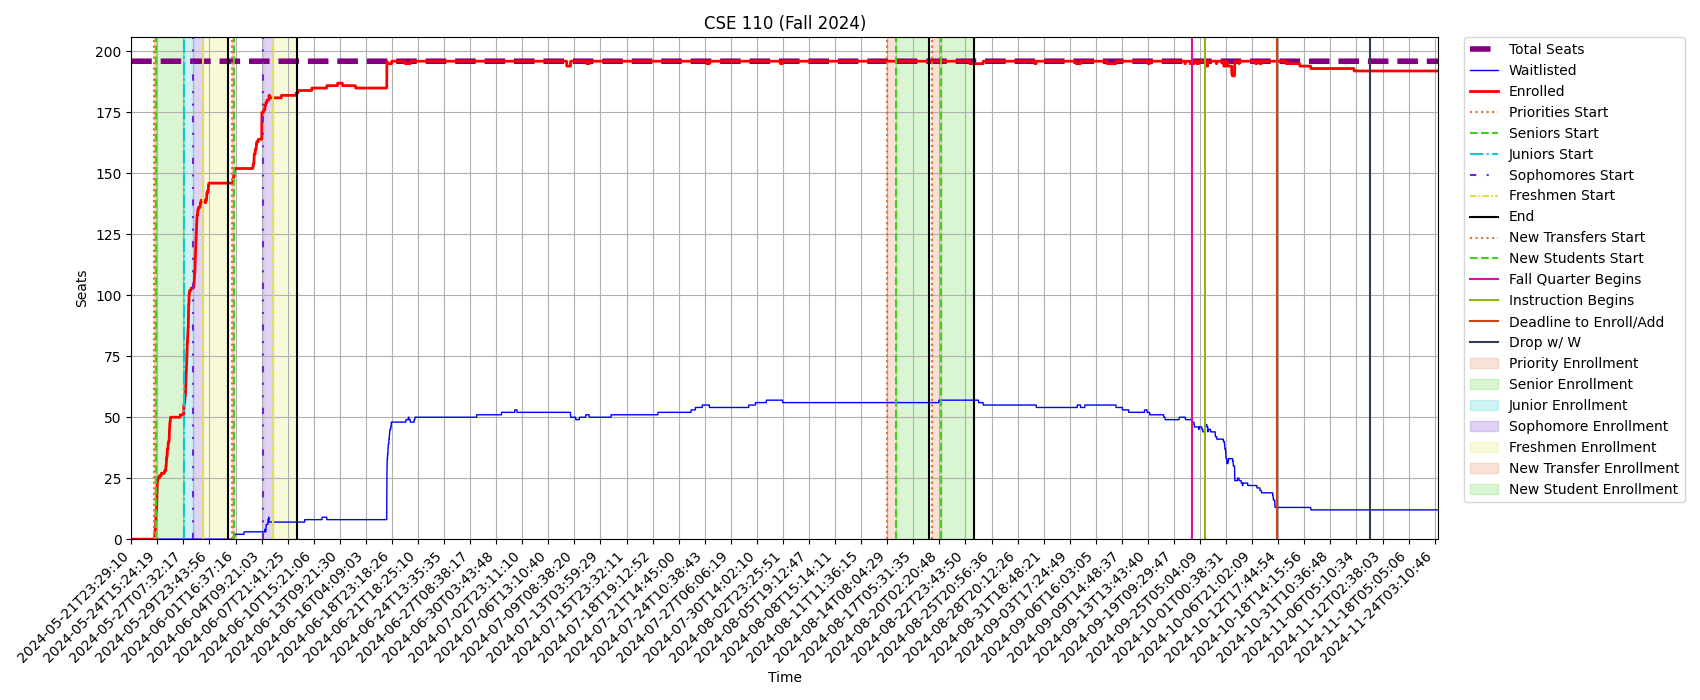 CSE 110 (Fall 2024)
200
175
150
125
100
75
50
25
0
Seats
2024-05-21T23:29:10
2024-05-24T15:24:19
2024-05-27T07:32:17
2024-05-29T23:43:56
2024-06-01T16:37:16
2024-06-04T09:21:03
2024-06-07T21:41:25
2024-06-10T15:21:06
2024-06-13T09:21:30
2024-06-16T04:09:03
2024-06-18T23:18:26
2024-06-21T18:25:10
2024-06-24T13:35:35
2024-06-27T08:38:17
2024-06-30T03:43:48
2024-07-02T23:11:10
2024-07-06T13:10:40
2024-07-09T08:38:20
2024-07-13T03:59:29
2024-07-15T23:32:11
2024-07-18T19:12:52
2024-07-21T14:45:00
2024-07-24T10:38:43
2024-07-27T06:06:19
2024-07-30T14:02:10
2024-08-02T23:25:51
2024-08-05T19:12:47
2024-08-08T15:14:11
2024-08-11T11:36:15
2024-08-14T08:04:29
2024-08-17T05:31:35
2024-08-20T02:20:48
2024-08-22T23:43:50
2024-08-25T20:56:36
2024-08-28T20:12:26
2024-08-31T18:48:21
2024-09-03T17:24:49
2024-09-06T16:03:05
2024-09-09T14:48:37
2024-09-13T13:43:40
2024-09-19T09:29:47
2024-09-25T05:04:09
2024-10-01T00:38:31
2024-10-06T21:02:09
2024-10-12T17:44:54
2024-10-18T14:15:56
2024-10-31T10:36:48
2024-11-06T05:10:34
2024-11-12T02:38:03
2024-11-18T05:05:06
2024-11-24T03:10:46
Time
Total Seats
Waitlisted
Enrolled
Priorities Start
Seniors Start
Juniors Start
Sophomores Start
Freshmen Start
End
New Transfers Start
New Students Start
Fall Quarter Begins
Instruction Begins
Deadline to Enroll/Add
Drop w/ W
Priority Enrollment
Senior Enrollment
Junior Enrollment
Sophomore Enrollment
Freshmen Enrollment
New Transfer Enrollment
New Student Enrollment